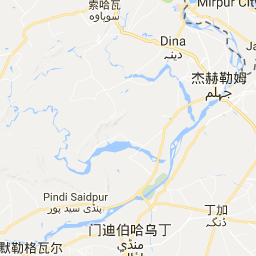 Mirpur City
索哈瓦
سوہاوہ
Dina
دینہ
杰赫勒姆
جہلم
Pindi Saidpur
پنڈی سید پور
丁加
ڈنگہ
门迪伯哈乌丁
منڈی
默勒格瓦尔